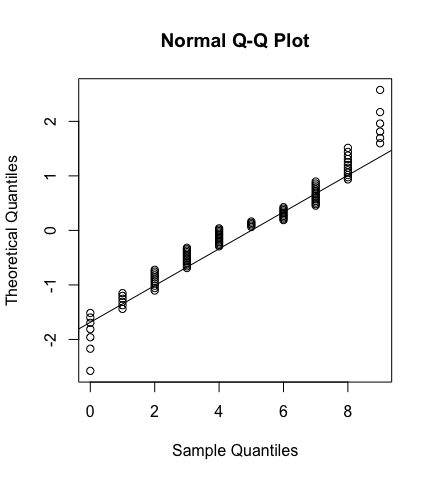 Normal Q-Q Plot
Theoretical Quantiles
2
1
0
-1
-2
0 2 4 6 8
Sample Quantiles